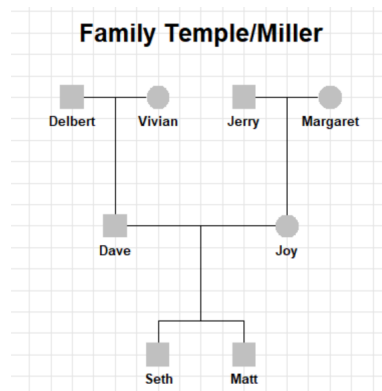 Family Temple/Miller
Delbert Vivian Jerry Margaret
Dave Joy
Seth Matt